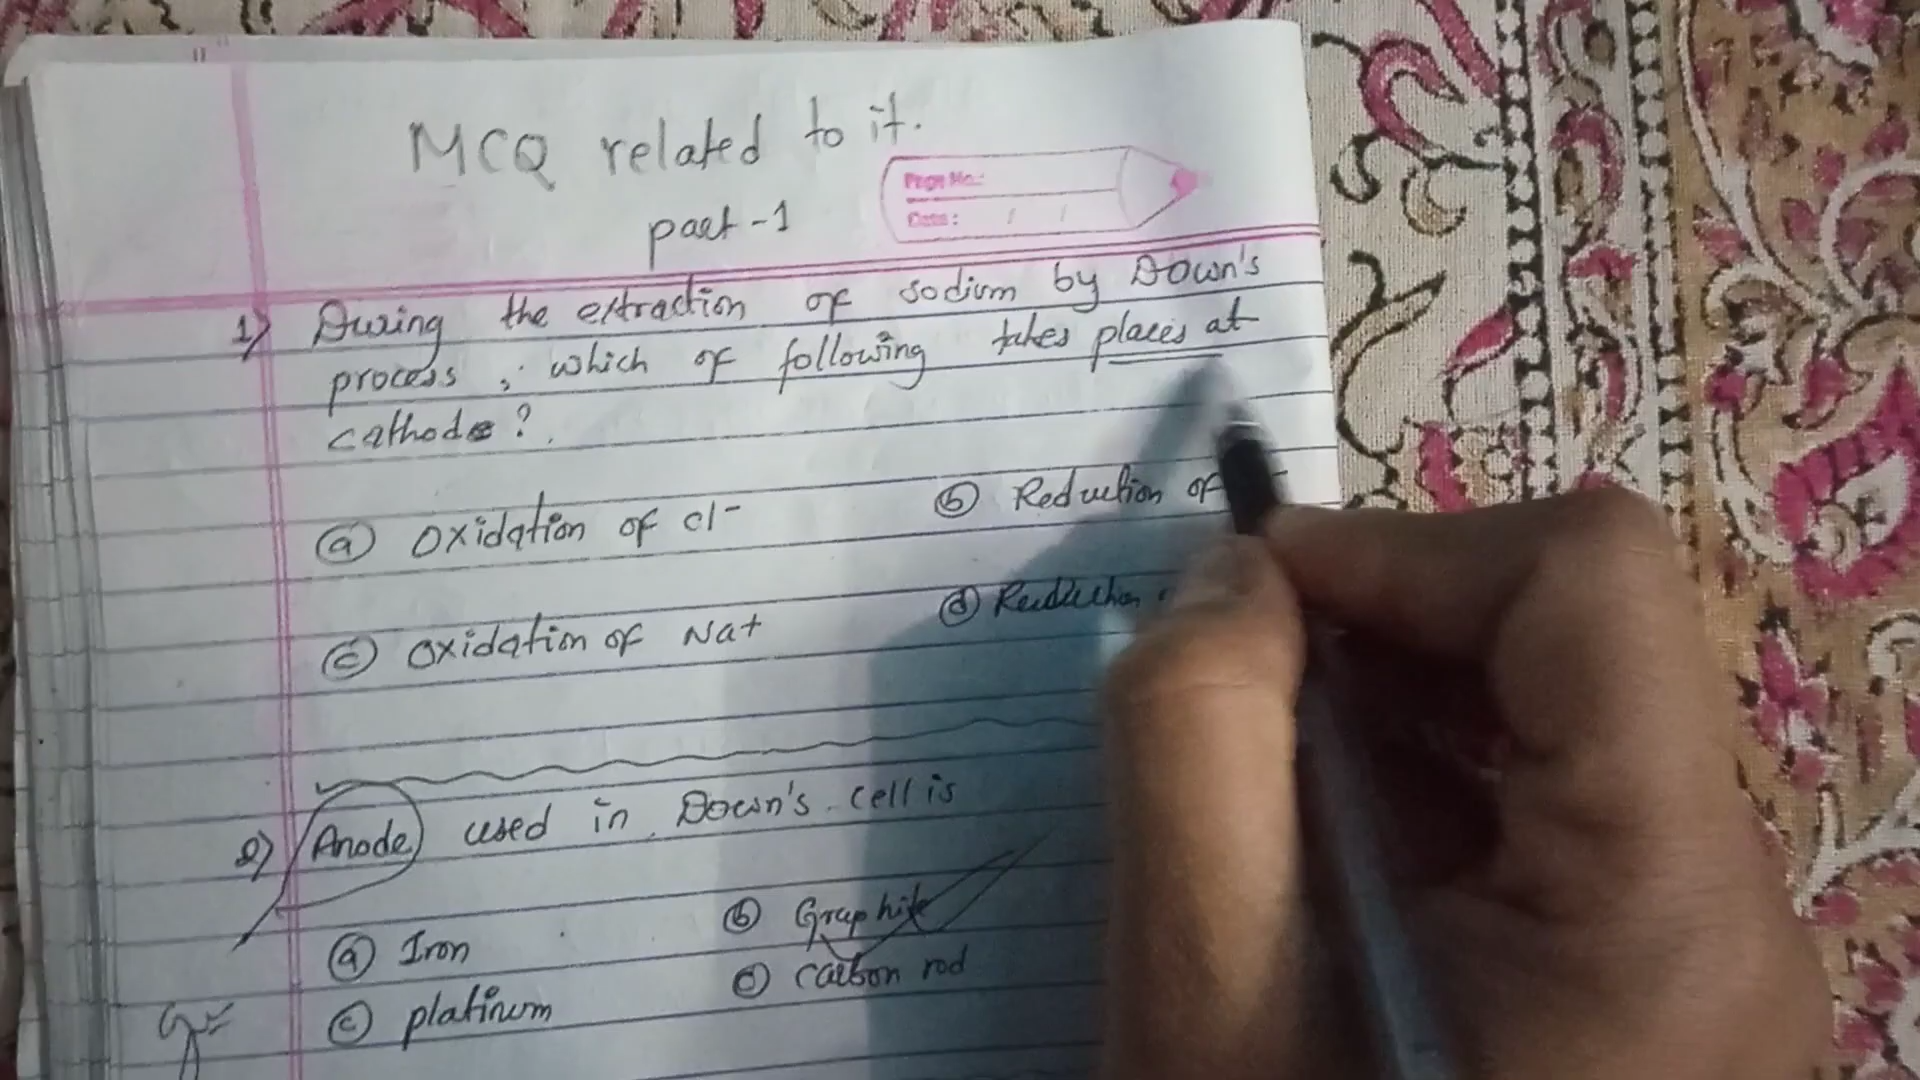 MCQ related to it.
part-1
Page No.:
Date: / /
1) During the extraction of sodium by Down's
process, which of following takes places at
cathode?.
(a) Oxidation of cl- (b) Reduction of
(c) Oxidation of Na+ (d) Reduction
2) Anode used in Down's cell is
(a) Iron (b) Graphite
(c) platinum (d) Carbon rod